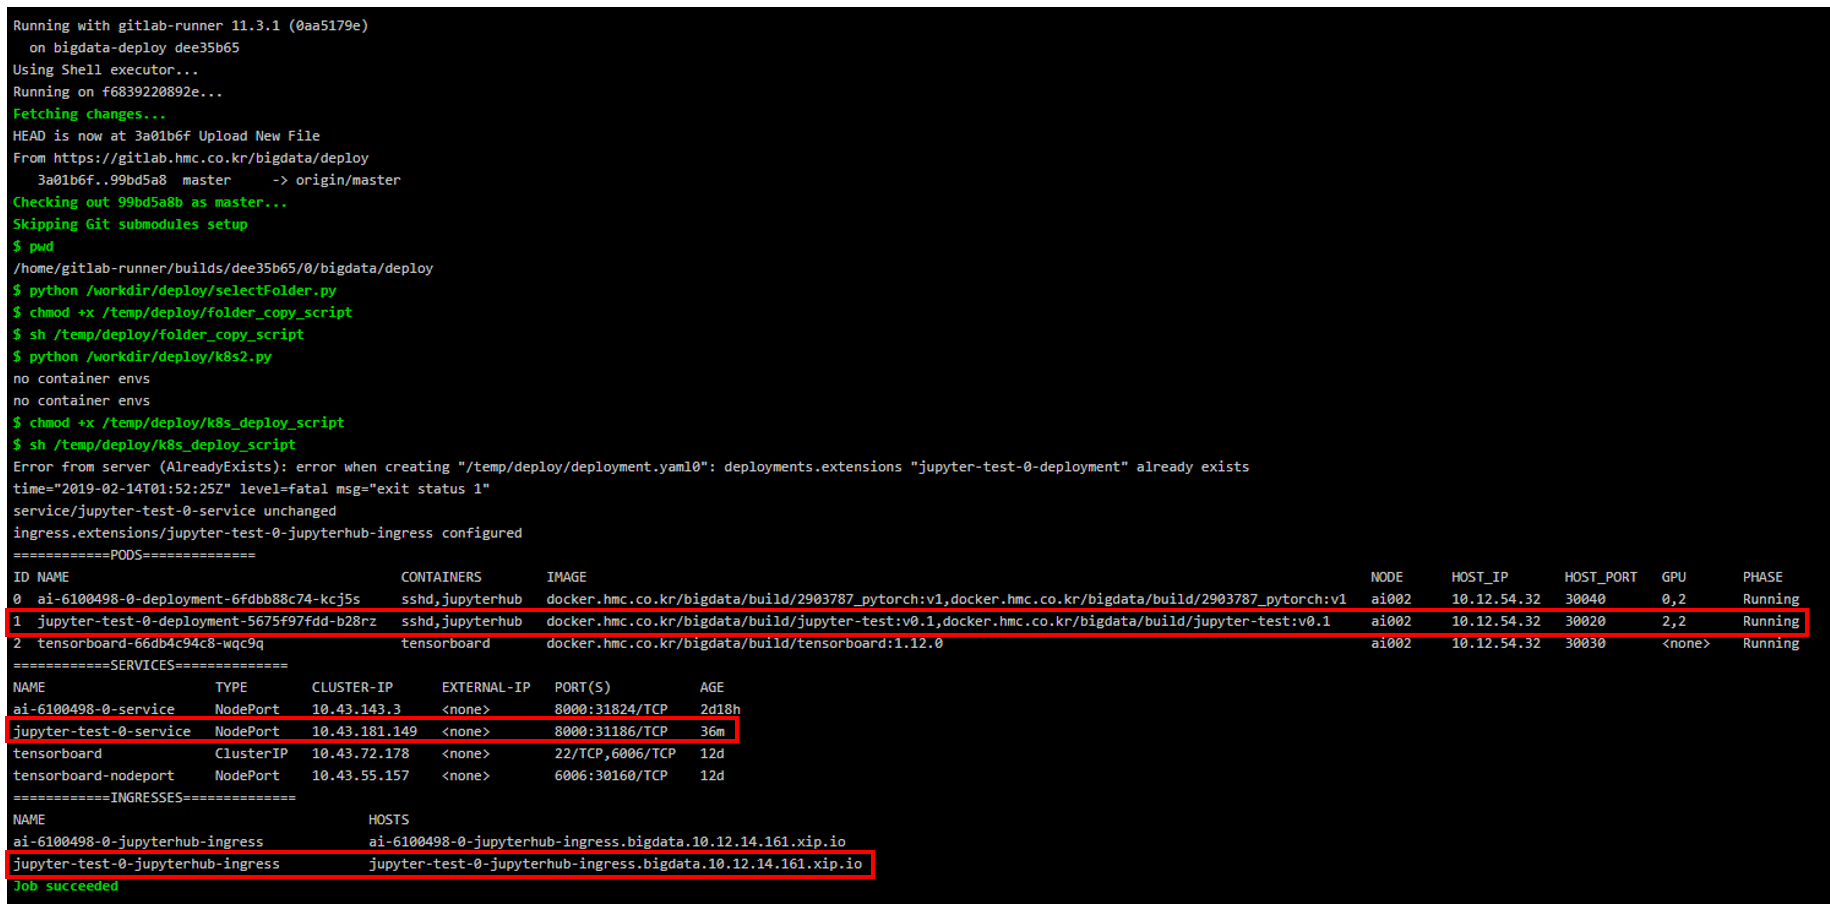 Running with gitlab-runner 11.3.1 (0aa5179e)
on bigdata-deploy dee35b65
Using Shell executor...
Running on f6839220892e...
Fetching changes...
HEAD is now at 3a01b6f Upload New File
From https://gitlab.hmc.co.kr/bigdata/deploy
3a01b6f..99bd5a8 master -> origin/master
Checking out 99bd5a8b as master...
Skipping Git submodules setup
$ pwd
/home/gitlab-runner/builds/dee35b65/0/bigdata/deploy
$ python /workdir/deploy/selectFolder.py
$ chmod +x /temp/deploy/folder_copy_script
$ sh /temp/deploy/folder_copy_script
$ python /workdir/deploy/k8s2.py
no container envs
no container envs
$ chmod +x /temp/deploy/k8s_deploy_script
$ sh /temp/deploy/k8s_deploy_script
Error from server (AlreadyExists): error when creating "/temp/deploy/deployment.yaml0": deployments.extensions "jupyter-test-0-deployment" already exists
time="2019-02-14T01:52:25Z" level=fatal msg="exit status 1"
service/jupyter-test-0-service unchanged
ingress.extensions/jupyter-test-0-jupyterhub-ingress configured
============PODS==============
ID NAME CONTAINERS IMAGE NODE HOST_IP HOST_PORT GPU PHASE
0 ai-6100498-0-deployment-6fdbb88c74-kcj5s sshd,jupyterhub docker.hmc.co.kr/bigdata/build/2903787_pytorch:v1,docker.hmc.co.kr/bigdata/build/2903787_pytorch:v1 ai002 10.12.54.32 30040 0,2 Running
1 jupyter-test-0-deployment-5675f97fdd-b28rz sshd,jupyterhub docker.hmc.co.kr/bigdata/build/jupyter-test:v0.1,docker.hmc.co.kr/bigdata/build/jupyter-test:v0.1 ai002 10.12.54.32 30020 2,2 Running
2 tensorboard-66db4c94c8-wqc9q tensorboard docker.hmc.co.kr/bigdata/build/tensorboard:1.12.0 ai002 10.12.54.32 30030 <none> Running
============SERVICES==============
NAME TYPE CLUSTER-IP EXTERNAL-IP PORT(S) AGE
ai-6100498-0-service NodePort 10.43.143.3 <none> 8000:31824/TCP 2d18h
jupyter-test-0-service NodePort 10.43.181.149 <none> 8000:31186/TCP 36m
tensorboard ClusterIP 10.43.72.178 <none> 22/TCP,6006/TCP 12d
tensorboard-nodeport NodePort 10.43.55.157 <none> 6006:30160/TCP 12d
============INGRESSES==============
NAME HOSTS
ai-6100498-0-jupyterhub-ingress ai-6100498-0-jupyterhub-ingress.bigdata.10.12.14.161.xip.io
jupyter-test-0-jupyterhub-ingress jupyter-test-0-jupyterhub-ingress.bigdata.10.12.14.161.xip.io
Job succeeded